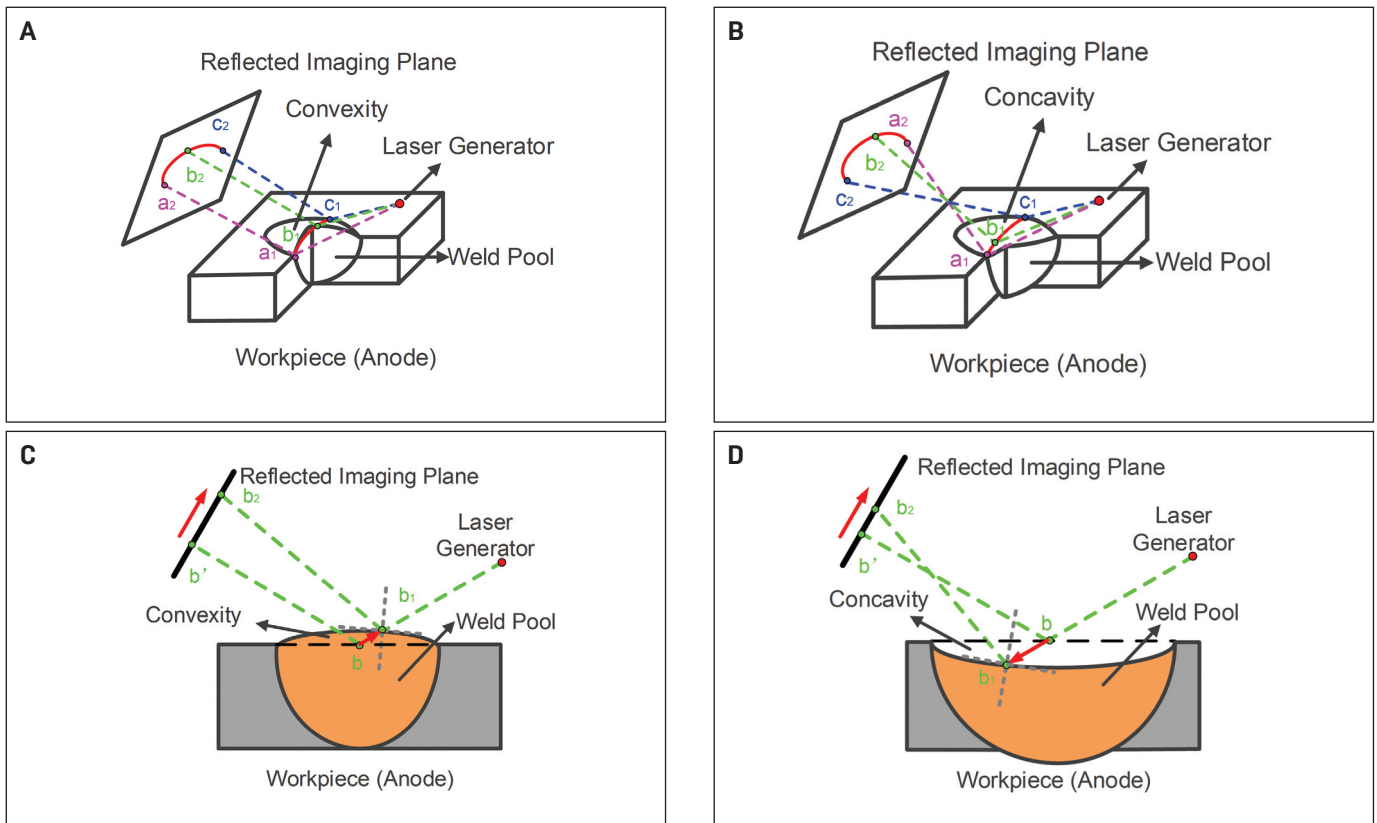 A
Reflected Imaging Plane
Convexity
c₂
Laser Generator
b₂
a₂
c₁
b₁
a₁
Weld Pool
Workpiece (Anode)
B
Reflected Imaging Plane
Concavity
a₂
Laser Generator
b₂
c₂
c₁
b₁
a₁
Weld Pool
Workpiece (Anode)
C
Reflected Imaging Plane
b₂
Laser
Generator
b'
b₁
Convexity
Weld Pool
b
Workpiece (Anode)
D
Reflected Imaging Plane
b₂
Laser
Generator
b'
Concavity
b
Weld Pool
b₁
Workpiece (Anode)